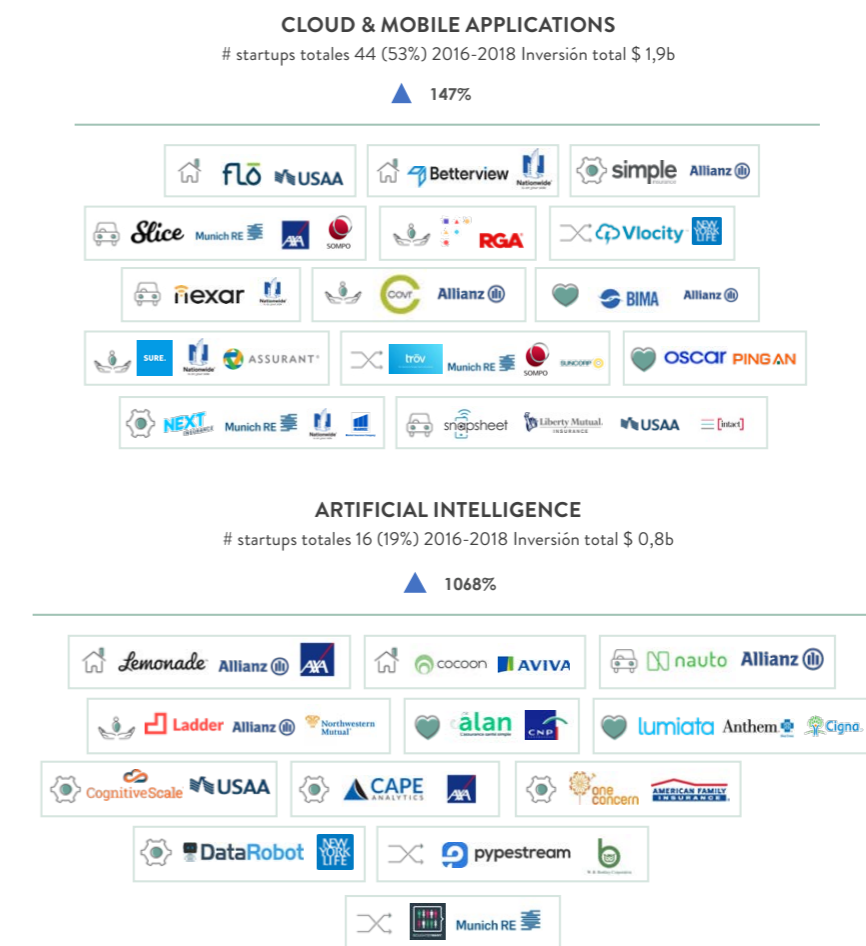 CLOUD & MOBILE APPLICATIONS
# startups totales 44 (53%) 2016-2018 Inversión total $ 1,9b
147%
flō USAA
Betterview Nationwide
simple insurance Allianz
Slice Munich RE AXA SOMPO
RGA
Vlocity NEW YORK LIFE
nexar Nationwide
covr Allianz
BIMA Allianz
SURE. Nationwide ASSURANT
trōv Munich RE SOMPO SUNCORP
oscar PING AN
NEXT INSURANCE Munich RE Nationwide
snapsheet Liberty Mutual. INSURANCE USAA [intact]
ARTIFICIAL INTELLIGENCE
# startups totales 16 (19%) 2016-2018 Inversión total $ 0,8b
1068%
Lemonade Allianz AXA
cocoon AVIVA
nauto Allianz
Ladder Allianz Northwestern Mutual
alan CNP
lumiata Anthem Cigna
CognitiveScale USAA
CAPE ANALYTICS AXA
one concern AMERICAN FAMILY INSURANCE
DataRobot NEW YORK LIFE
pypestream b
Munich RE